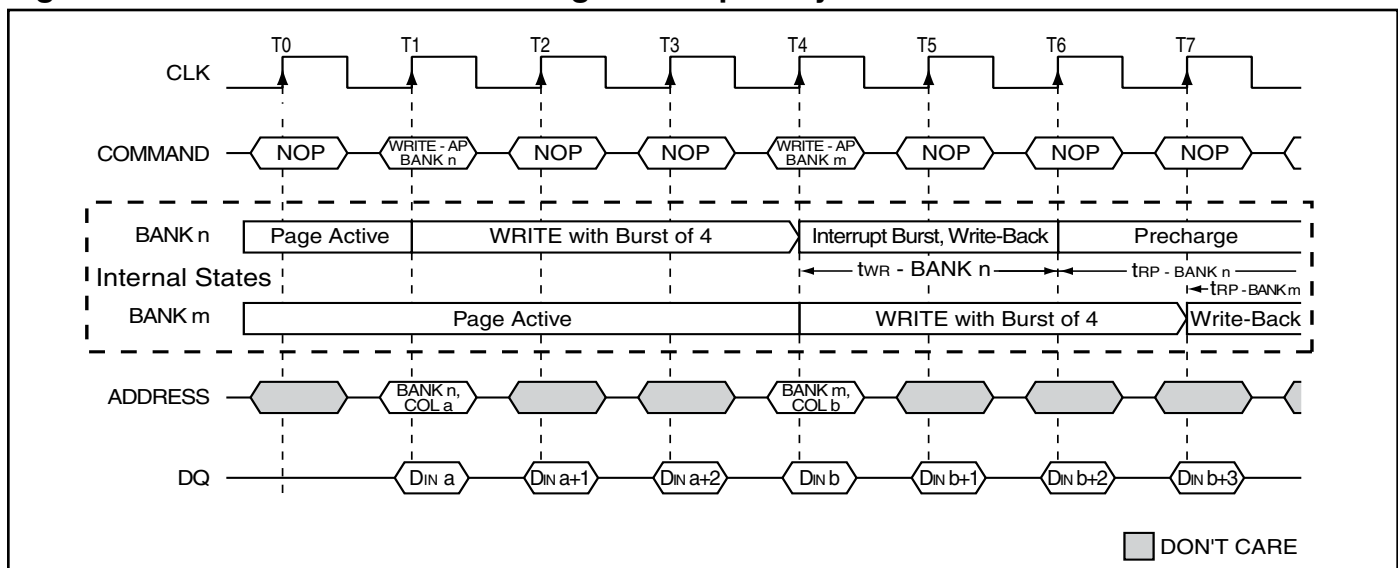 T0 T1 T2 T3 T4 T5 T6 T7
CLK
COMMAND NOP WRITE - AP BANK n NOP NOP WRITE - AP BANK m NOP NOP NOP
BANK n Page Active WRITE with Burst of 4 Interrupt Burst, Write-Back Precharge
tWR - BANK n tRP - BANK n
Internal States
tRP - BANK m
BANK m Page Active WRITE with Burst of 4 Write-Back
ADDRESS BANK n, COL a BANK m, COL b
DQ DIN a DIN a+1 DIN a+2 DIN b DIN b+1 DIN b+2 DIN b+3
DON'T CARE